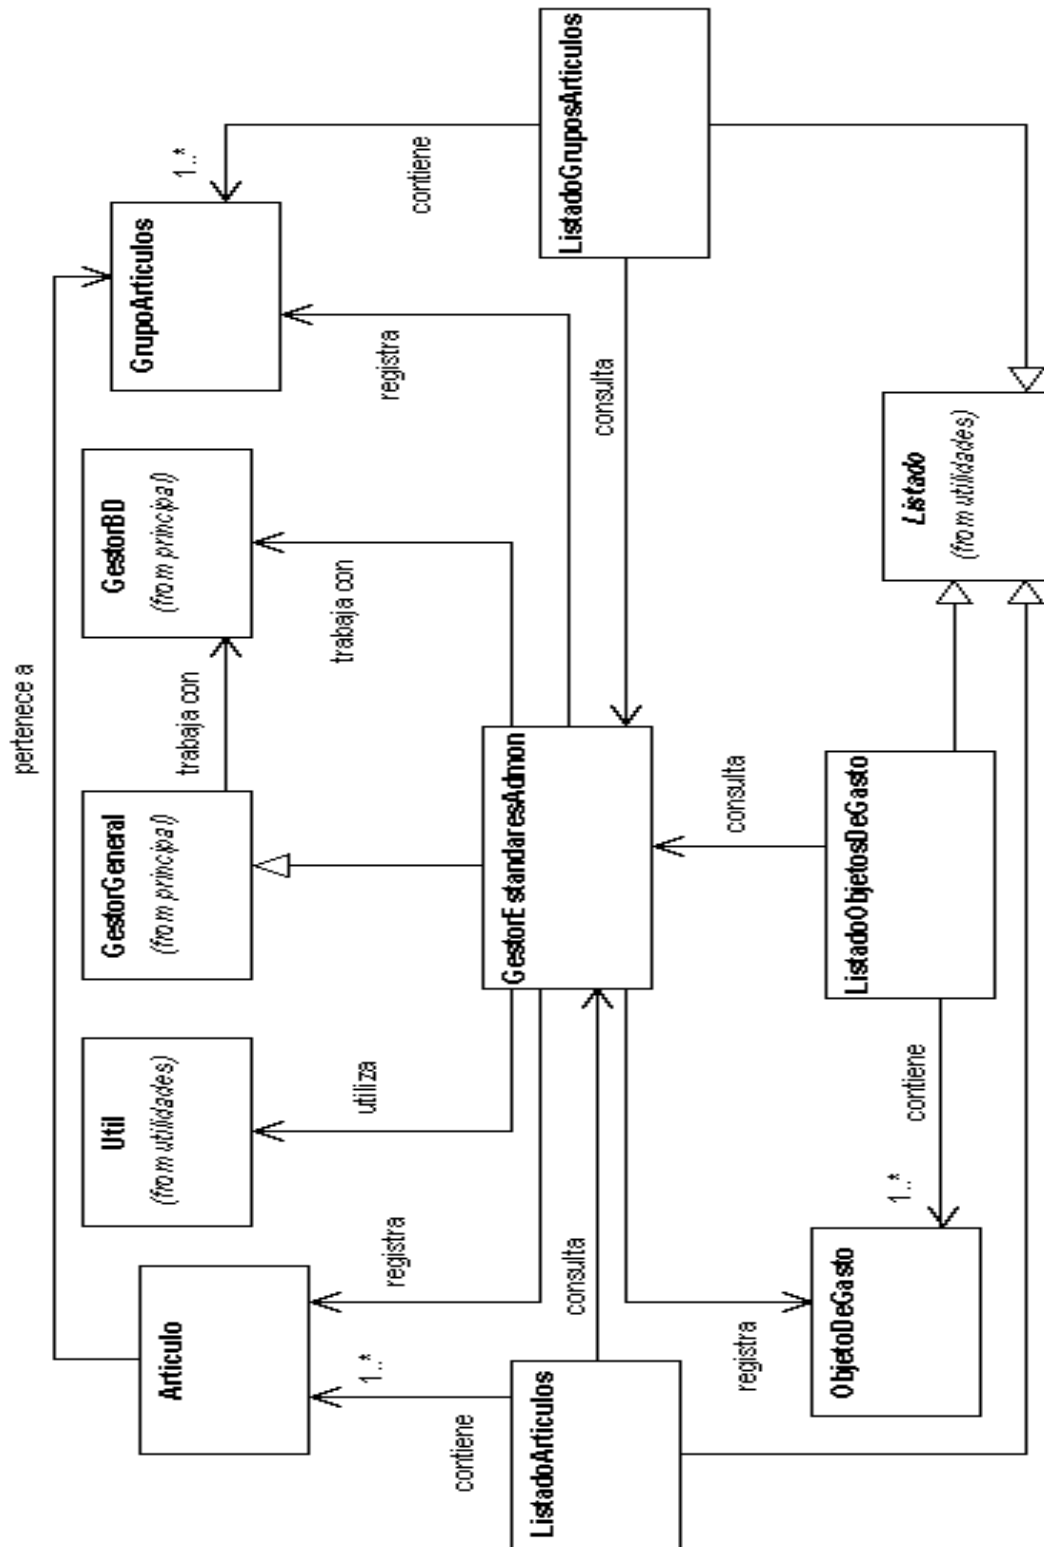 pertenece a
Articulo
Util
(from utilidades)
GestorGeneral
(from principal)
trabaja con
GestorBD
(from principal)
GrupoArticulos
1..*
1..*
registra
utiliza
trabaja con
registra
contiene
contiene
ListadoArticulos
consulta
GestorEstandaresAdmon
consulta
ListadoGruposArticulos
registra
consulta
ObjetoDeGasto
1..*
contiene
ListadoObjetosDeGasto
Listado
(from utilidades)